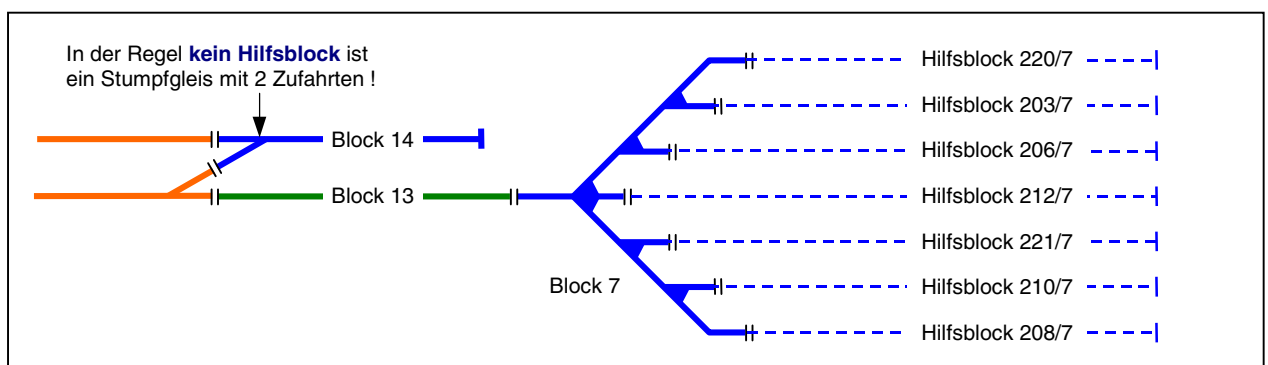 In der Regel kein Hilfsblock ist
ein Stumpfgleis mit 2 Zufahrten !
Block 14
Block 13
Block 7
Hilfsblock 220/7
Hilfsblock 203/7
Hilfsblock 206/7
Hilfsblock 212/7
Hilfsblock 221/7
Hilfsblock 210/7
Hilfsblock 208/7